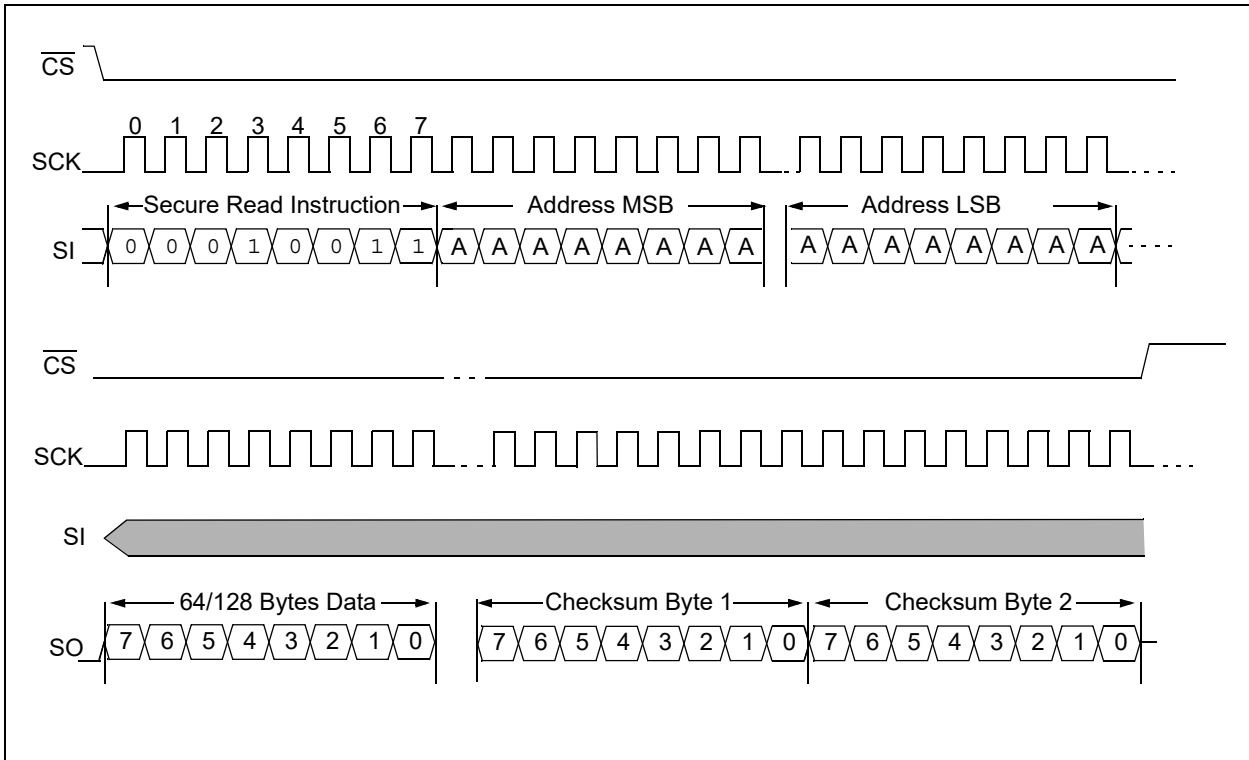 CS
0 1 2 3 4 5 6 7
SCK
Secure Read Instruction Address MSB Address LSB
SI 0 0 0 1 0 0 1 1 A A A A A A A A A A A A A A A A
CS
SCK
SI
64/128 Bytes Data Checksum Byte 1 Checksum Byte 2
SO 7 6 5 4 3 2 1 0 7 6 5 4 3 2 1 0 7 6 5 4 3 2 1 0